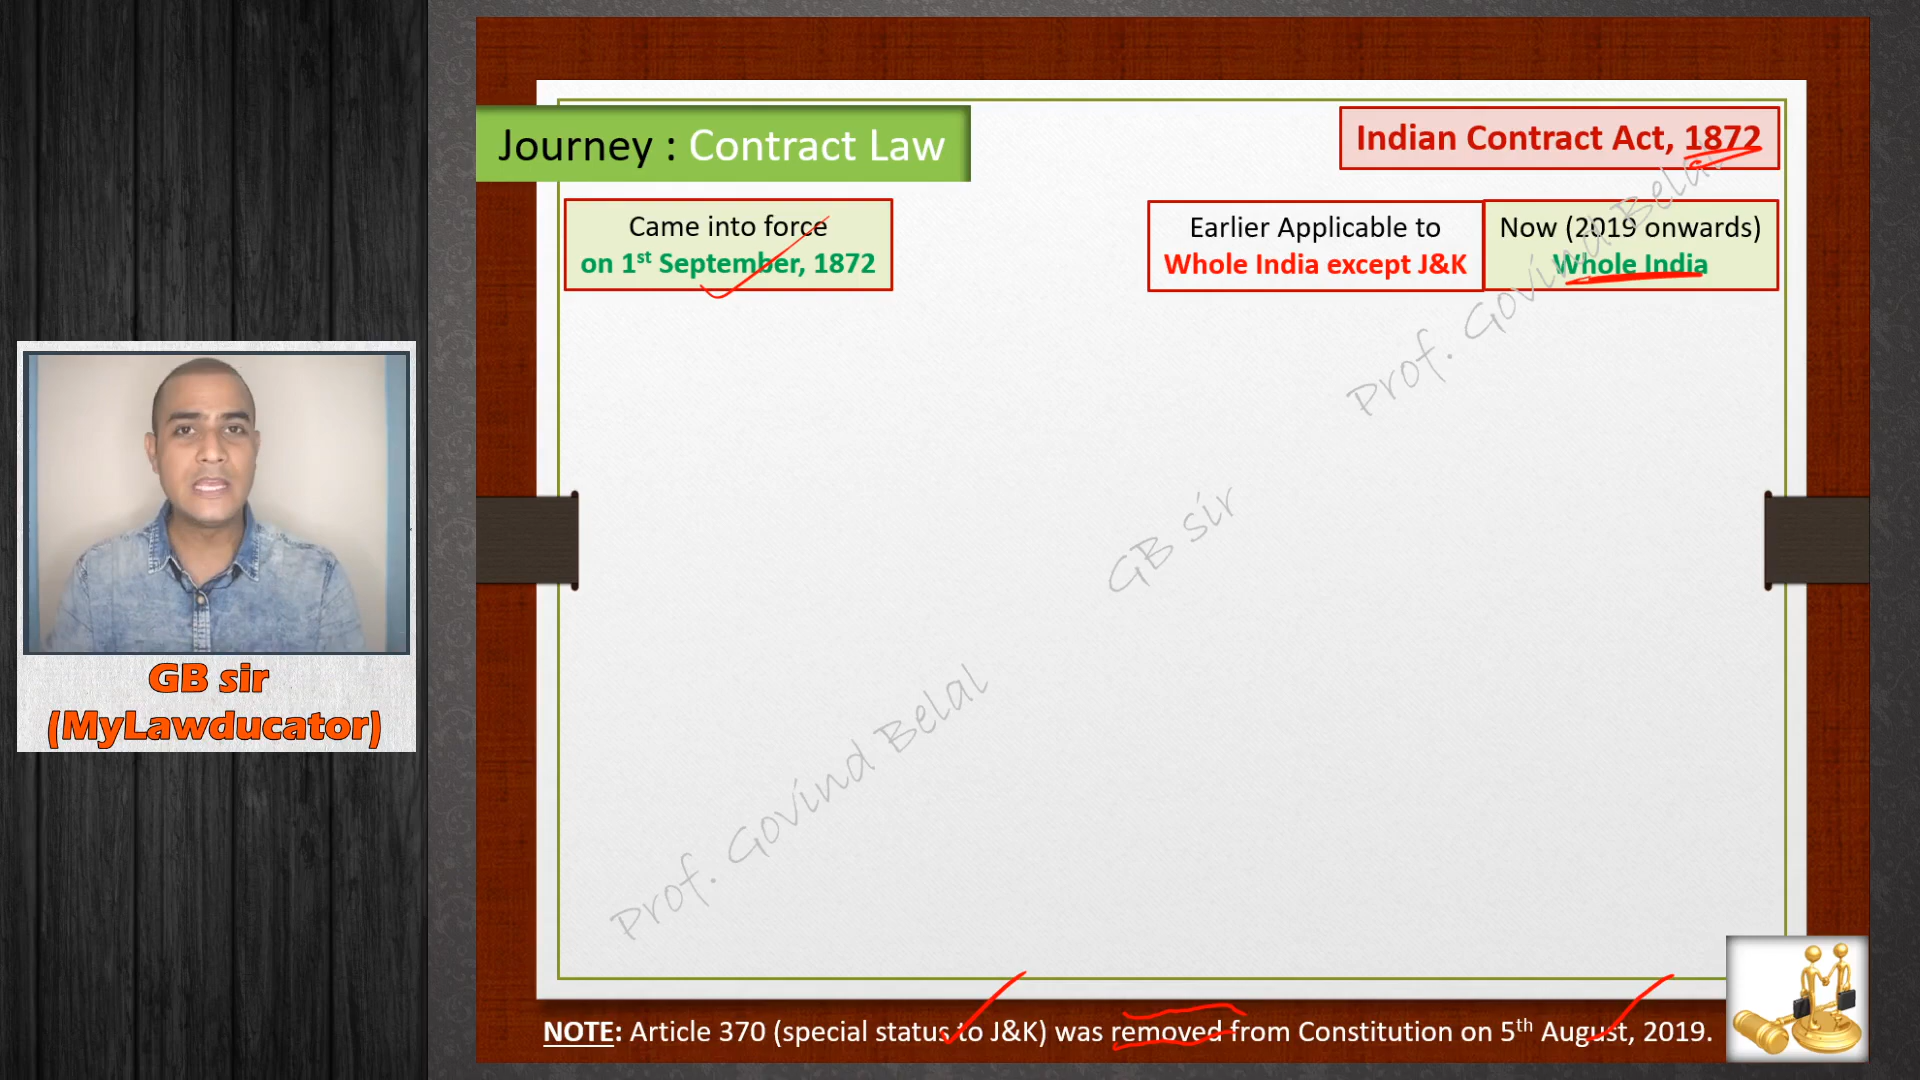 Journey : Contract Law
Indian Contract Act, 1872
Came into force
on 1st September, 1872
Earlier Applicable to
Whole India except J&K
Now (2019 onwards)
Whole India
Prof. Govind Belal
GB sir
Prof. Govind Belal
GB sir
(MyLawducator)
NOTE: Article 370 (special status to J&K) was removed from Constitution on 5th August, 2019.